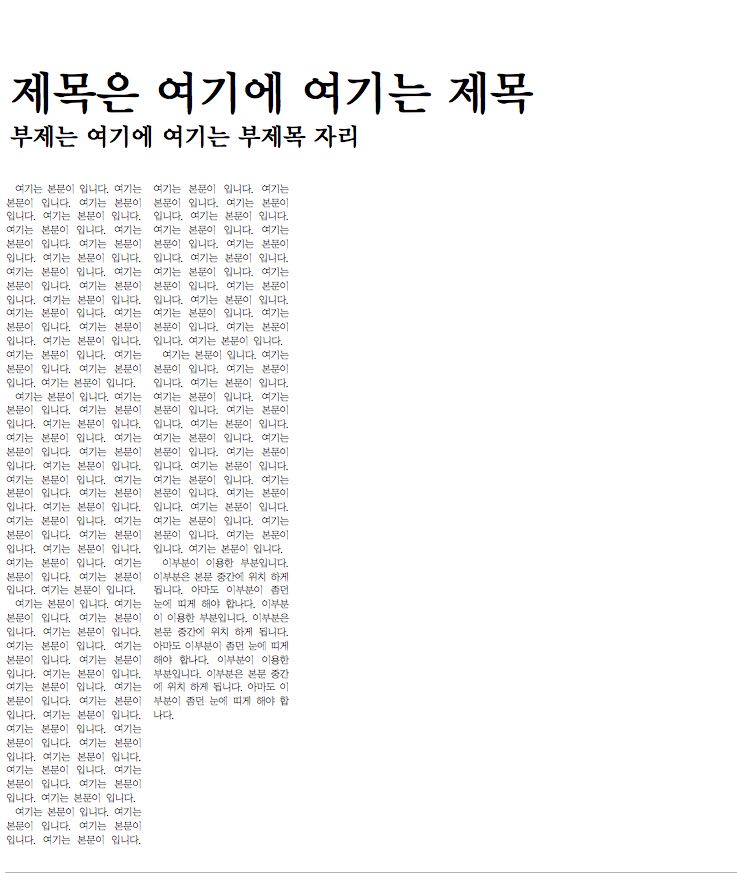 제목은 여기에 여기는 제목
부제는 여기에 여기는 부제목 자리
여기는 본문이 입니다. 여기는
본문이 입니다. 여기는 본문이
입니다. 여기는 본문이 입니다.
여기는 본문이 입니다. 여기는
본문이 입니다. 여기는 본문이
입니다. 여기는 본문이 입니다.
여기는 본문이 입니다. 여기는
본문이 입니다. 여기는 본문이
입니다. 여기는 본문이 입니다.
여기는 본문이 입니다. 여기는
본문이 입니다. 여기는 본문이
입니다. 여기는 본문이 입니다.
여기는 본문이 입니다. 여기는
본문이 입니다. 여기는 본문이
입니다. 여기는 본문이 입니다.
여기는 본문이 입니다. 여기는
본문이 입니다. 여기는 본문이
입니다. 여기는 본문이 입니다.
여기는 본문이 입니다. 여기는
본문이 입니다. 여기는 본문이
입니다. 여기는 본문이 입니다.
여기는 본문이 입니다. 여기는
본문이 입니다. 여기는 본문이
입니다. 여기는 본문이 입니다.
여기는 본문이 입니다. 여기는
본문이 입니다. 여기는 본문이
입니다. 여기는 본문이 입니다.
여기는 본문이 입니다. 여기는
본문이 입니다. 여기는 본문이
입니다. 여기는 본문이 입니다.
여기는 본문이 입니다. 여기는
본문이 입니다. 여기는 본문이
입니다. 여기는 본문이 입니다.
여기는 본문이 입니다. 여기는
본문이 입니다. 여기는 본문이
입니다. 여기는 본문이 입니다.
여기는 본문이 입니다. 여기는
본문이 입니다. 여기는 본문이
입니다. 여기는 본문이 입니다.
여기는 본문이 입니다. 여기는
본문이 입니다. 여기는 본문이
입니다. 여기는 본문이 입니다.
여기는 본문이 입니다. 여기는
본문이 입니다. 여기는 본문이
입니다. 여기는 본문이 입니다.
여기는 본문이 입니다. 여기는
본문이 입니다. 여기는 본문이
입니다. 여기는 본문이 입니다.
여기는 본문이 입니다. 여기는
본문이 입니다. 여기는 본문이
입니다. 여기는 본문이 입니다.
여기는 본문이 입니다. 여기는
본문이 입니다. 여기는 본문이
입니다. 여기는 본문이 입니다.
여기는 본문이 입니다. 여기는
본문이 입니다. 여기는 본문이
입니다. 여기는 본문이 입니다.
여기는 본문이 입니다. 여기는
본문이 입니다. 여기는 본문이
입니다. 여기는 본문이 입니다.
여기는 본문이 입니다. 여기는
본문이 입니다. 여기는 본문이
입니다. 여기는 본문이 입니다.
여기는 본문이 입니다. 여기는
본문이 입니다. 여기는 본문이
입니다. 여기는 본문이 입니다.
여기는 본문이 입니다. 여기는
본문이 입니다. 여기는 본문이
입니다. 여기는 본문이 입니다.
여기는 본문이 입니다. 여기는
본문이 입니다. 여기는 본문이
입니다. 여기는 본문이 입니다.
여기는 본문이 입니다. 여기는
본문이 입니다. 여기는 본문이
입니다. 여기는 본문이 입니다.
이부분이 이용한 부분입니다.
이부분은 본문 중간에 위치 하게
됩니다. 아마도 이부분이 좀던
눈에 띠게 해야 합나다. 이부분
이 이용한 부분입니다. 이부분은
본문 중간에 위치 하게 됩니다.
아마도 이부분이 좀던 눈에 띠게
해야 합나다. 이부분이 이용한
부분입니다. 이부분은 본문 중간
에 위치 하게 됩니다. 아마도 이
부분이 좀던 눈에 띠게 해야 합
나다.